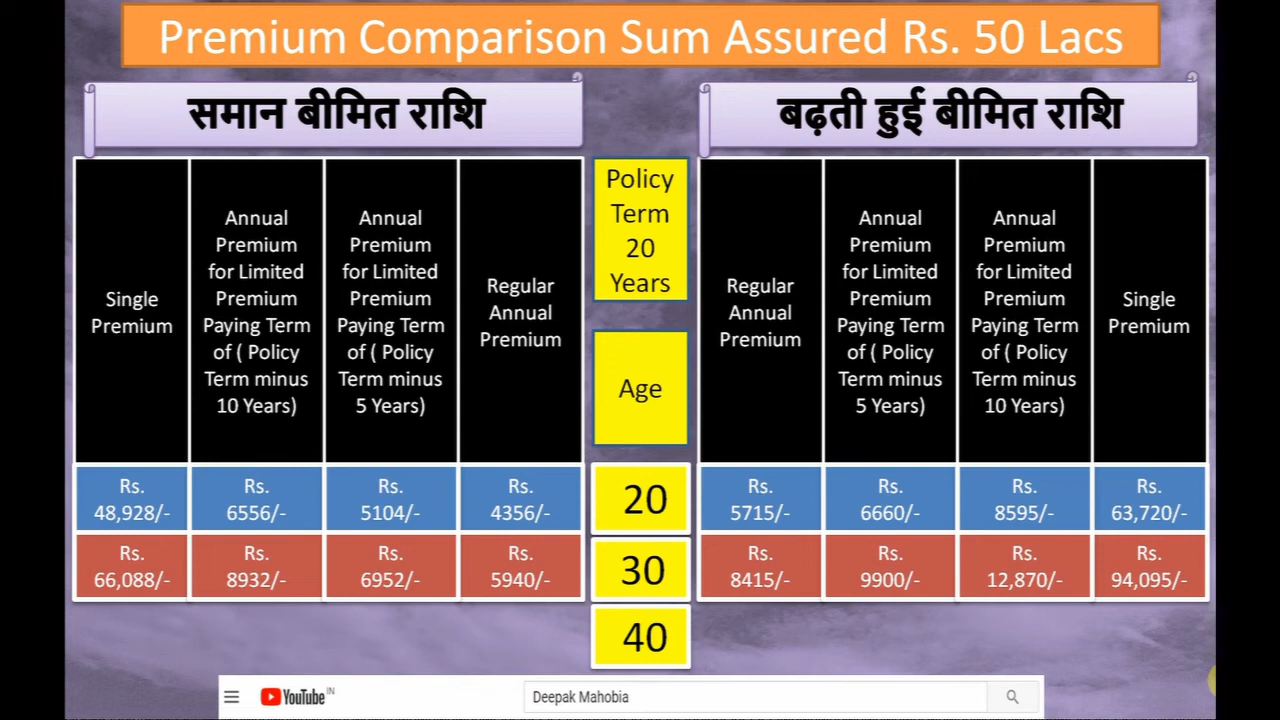 Premium Comparison Sum Assured Rs. 50 Lacs
समान बीमित राशि
बढ़ती हुई बीमित राशि
Single
Premium
Annual
Premium
for Limited
Premium
Paying Term
of ( Policy
Term minus
10 Years)
Annual
Premium
for Limited
Premium
Paying Term
of ( Policy
Term minus
5 Years)
Regular
Annual
Premium
Policy
Term
20
Years
Age
Regular
Annual
Premium
Annual
Premium
for Limited
Premium
Paying Term
of ( Policy
Term minus
5 Years)
Annual
Premium
for Limited
Premium
Paying Term
of ( Policy
Term minus
10 Years)
Single
Premium
Rs.
48,928/-
Rs.
6556/-
Rs.
5104/-
Rs.
4356/-
20
Rs.
5715/-
Rs.
6660/-
Rs.
8595/-
Rs.
63,720/-
Rs.
66,088/-
Rs.
8932/-
Rs.
6952/-
Rs.
5940/-
30
Rs.
8415/-
Rs.
9900/-
Rs.
12,870/-
Rs.
94,095/-
40
YouTube IN
Deepak Mahobia